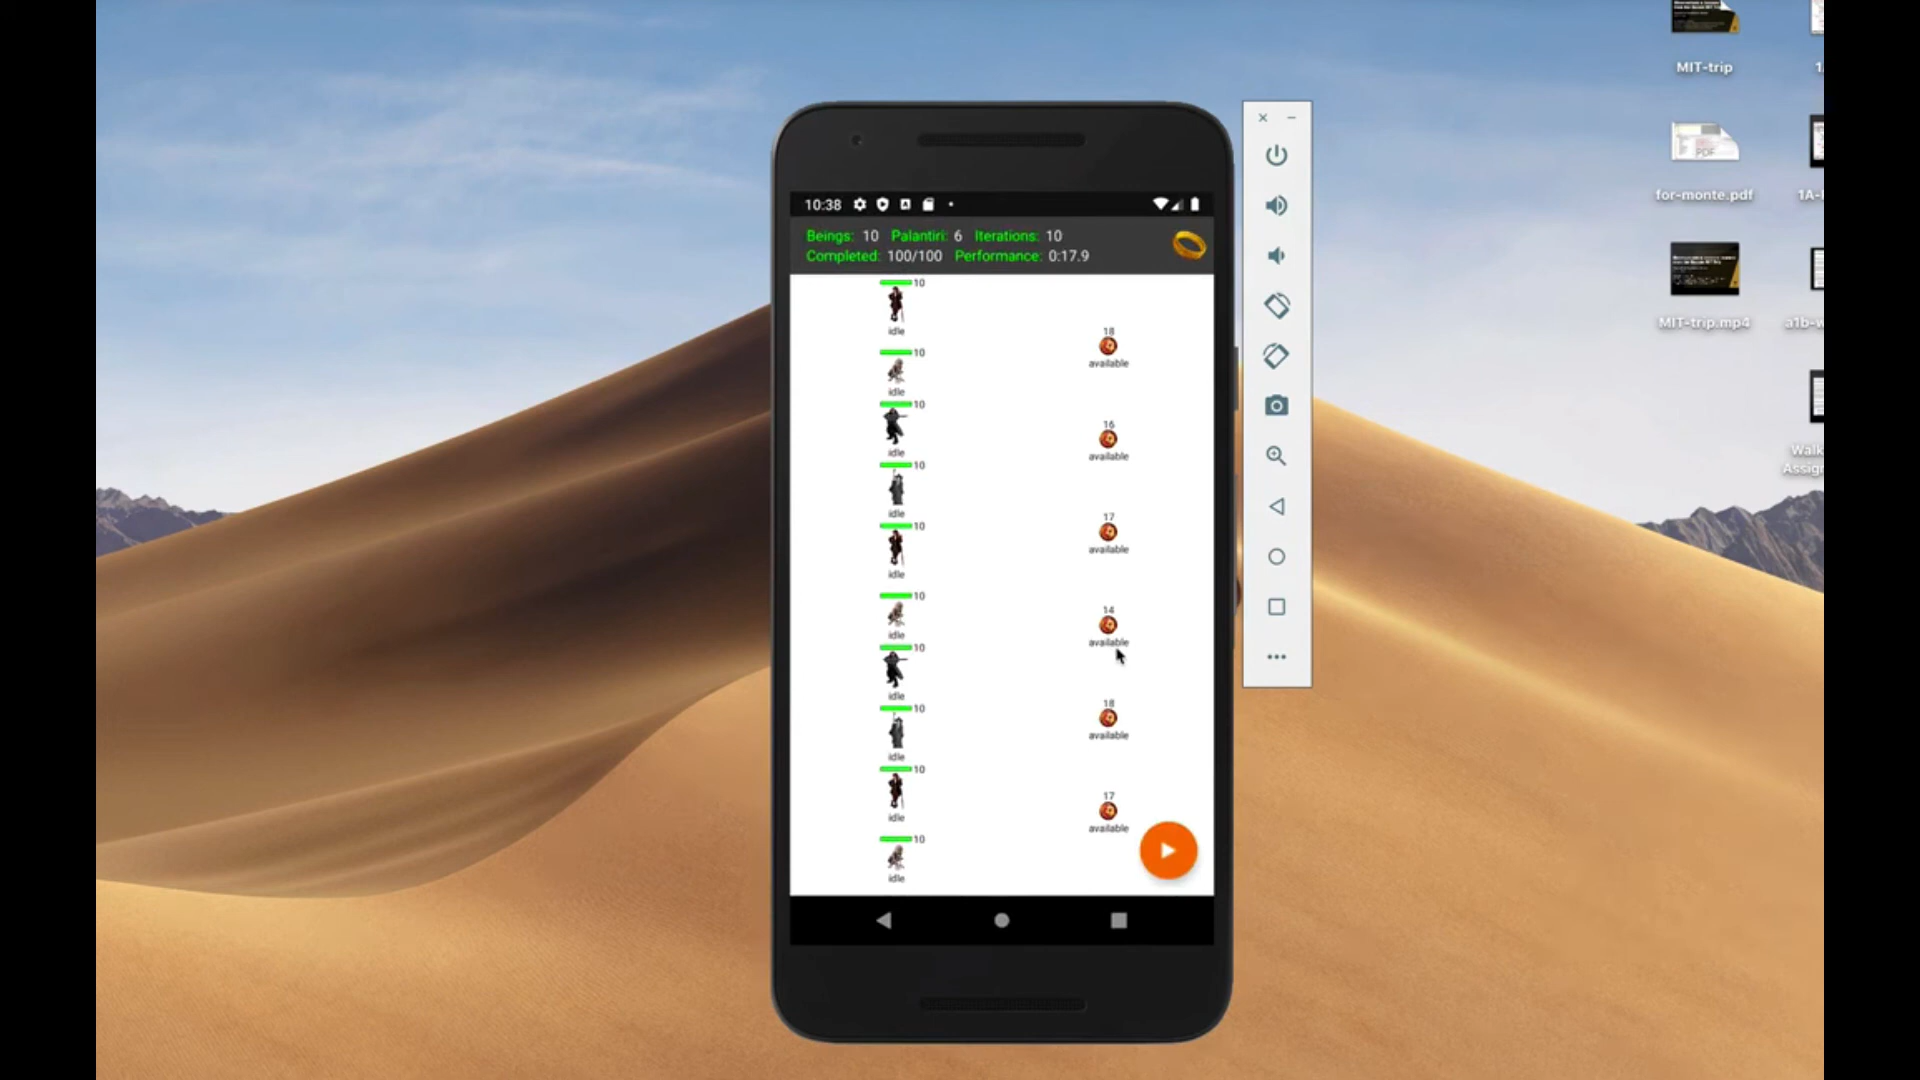 MIT-trip
PDF
for-monte.pdf
MIT-trip.mp4
10:38
Beings: 10 Palantiri: 6 Iterations: 10
Completed: 100/100 Performance: 0:17.9
10
idle
10
idle
10
idle
10
idle
10
idle
10
idle
10
idle
10
idle
10
idle
10
idle
18
available
16
available
17
available
14
available
18
available
17
available